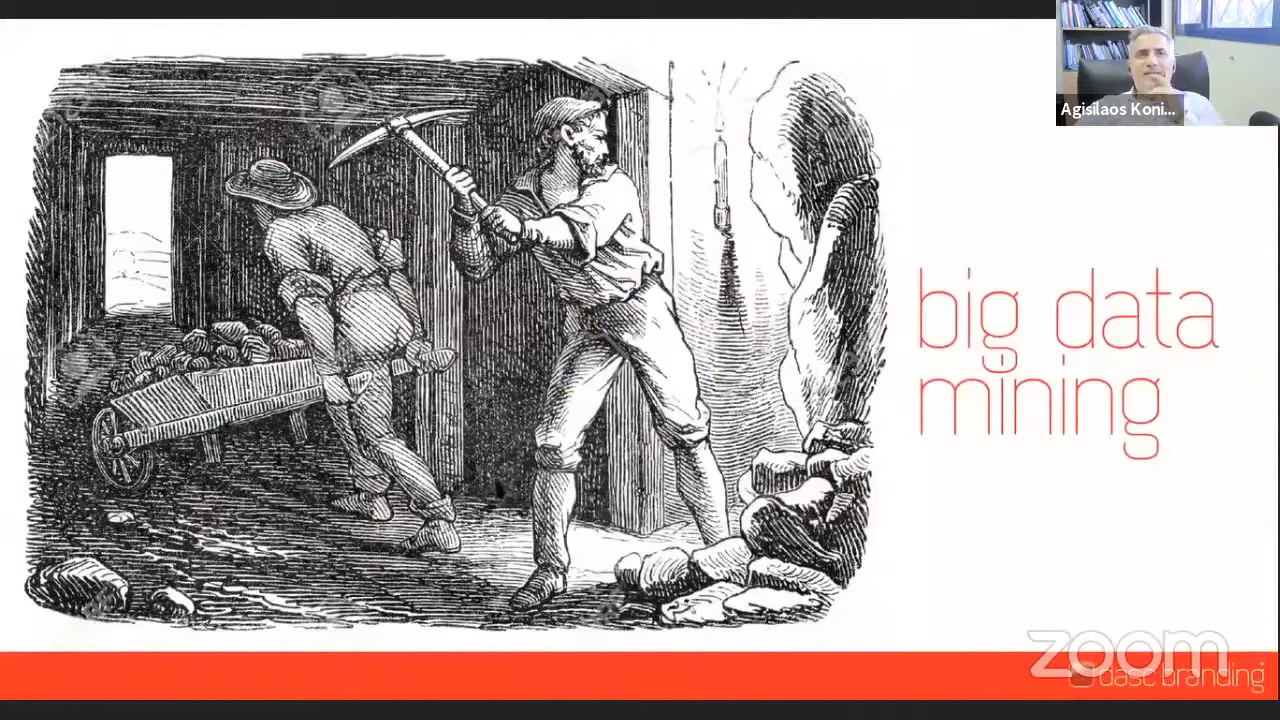 Agisilaos Koni...
big data
mining
zoom
dasc branding